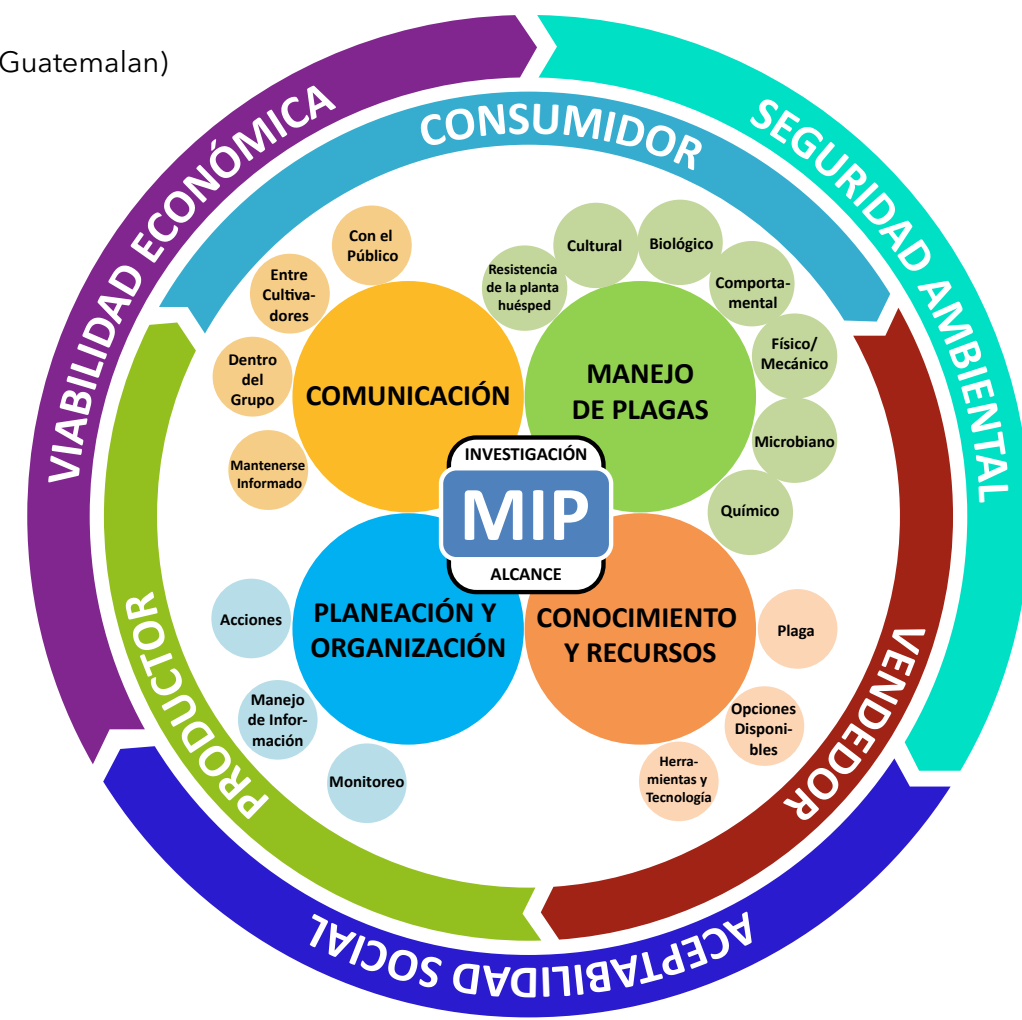 Guatemalan)
VIABILIDAD ECONÓMICA
SEGURIDAD AMBIENTAL
ACEPTABILIDAD SOCIAL
CONSUMIDOR
VENDEDOR
PRODUCTOR
COMUNICACIÓN
Con el
Público
Entre
Cultiva-
dores
Dentro
del
Grupo
Mantenerse
Informado
MANEJO
DE PLAGAS
Resistencia
de la planta
huésped
Cultural
Biológico
Comporta-
mental
Físico/
Mecánico
Microbiano
Químico
INVESTIGACIÓN
MIP
ALCANCE
PLANEACIÓN Y
ORGANIZACIÓN
Acciones
Manejo
de Infor-
mación
Monitoreo
CONOCIMIENTO
Y RECURSOS
Plaga
Opciones
Disponi-
bles
Herra-
mientas y
Tecnología